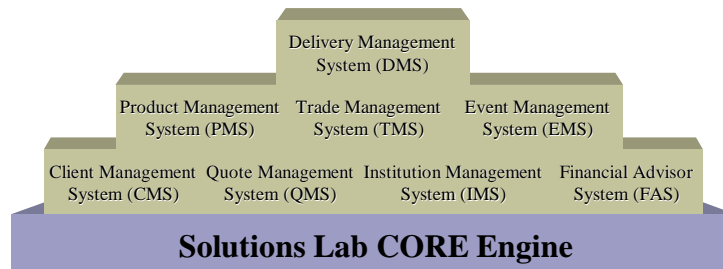 Delivery Management
System (DMS)
Product Management
System (PMS)
Trade Management
System (TMS)
Event Management
System (EMS)
Client Management
System (CMS)
Quote Management
System (QMS)
Institution Management
System (IMS)
Financial Advisor
System (FAS)
Solutions Lab CORE Engine